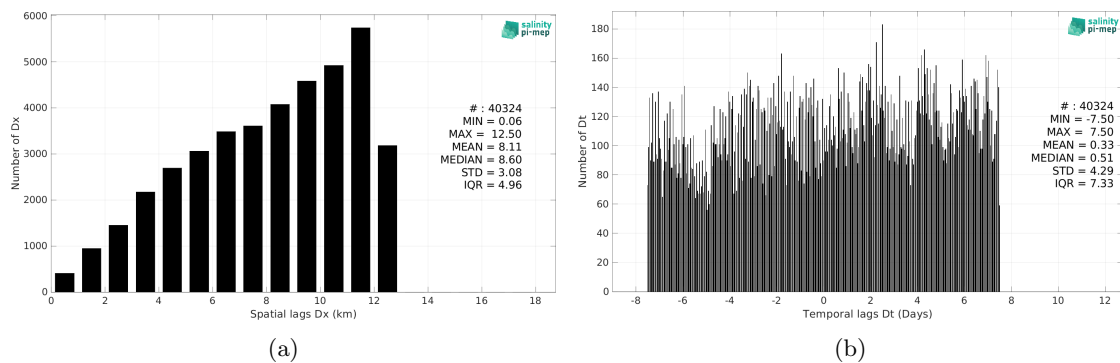 6000
5000
4000
3000
2000
1000
0
Number of Dx
0 2 4 6 8 10 12 14 16 18
Spatial lags Dx (km)
salinity
pi-mep
# : 40324
MIN = 0.06
MAX = 12.50
MEAN = 8.11
MEDIAN = 8.60
STD = 3.08
IQR = 4.96
(a)
180
160
140
120
100
80
60
40
20
0
Number of Dt
-8 -6 -4 -2 0 2 4 6 8 10 12
Temporal lags Dt (Days)
salinity
pi-mep
# : 40324
MIN = -7.50
MAX = 7.50
MEAN = 0.33
MEDIAN = 0.51
STD = 4.29
IQR = 7.33
(b)